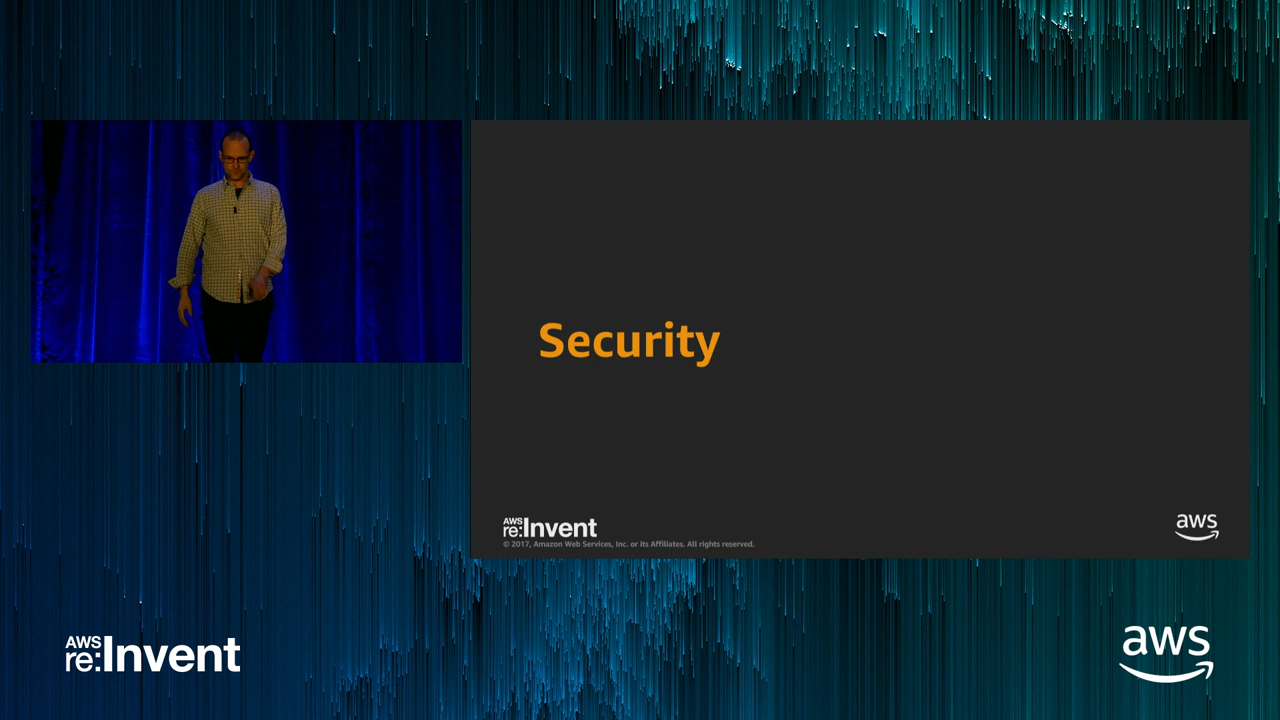 Security
AWS
re:Invent
© 2017, Amazon Web Services, Inc. or its Affiliates. All rights reserved.
aws
AWS
re:Invent
aws